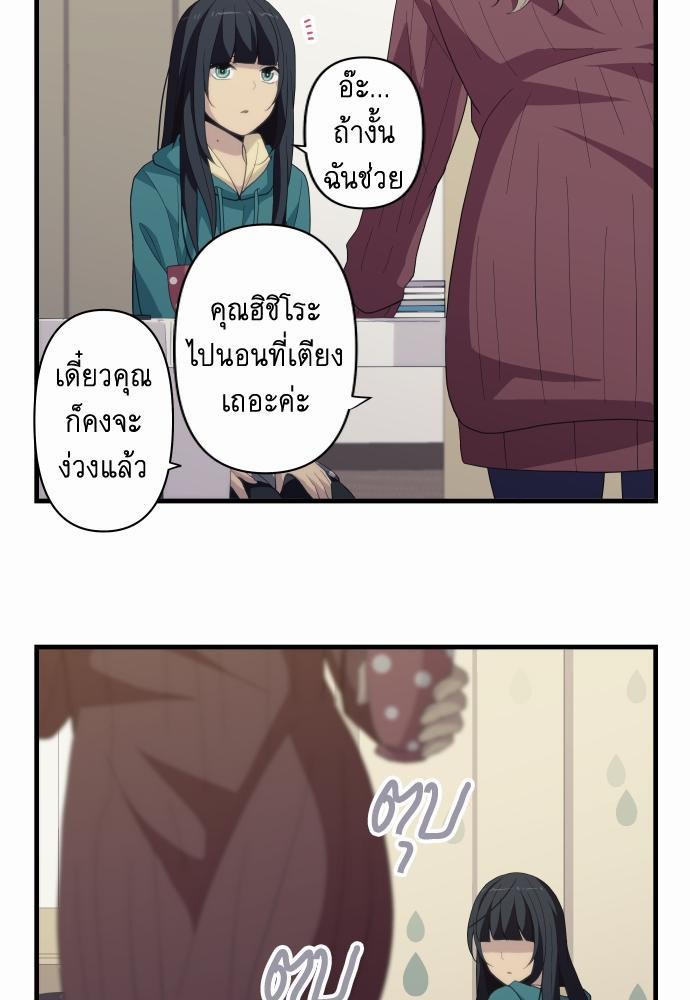 อ๊ะ...
ถ้างั้น
ฉันช่วย
คุณฮิชิโระ
ไปนอนที่เตียง
เถอะค่ะ
เดี๋ยวคุณ
ก็คงจะ
ง่วงแล้ว
ตุบ
ตุบ